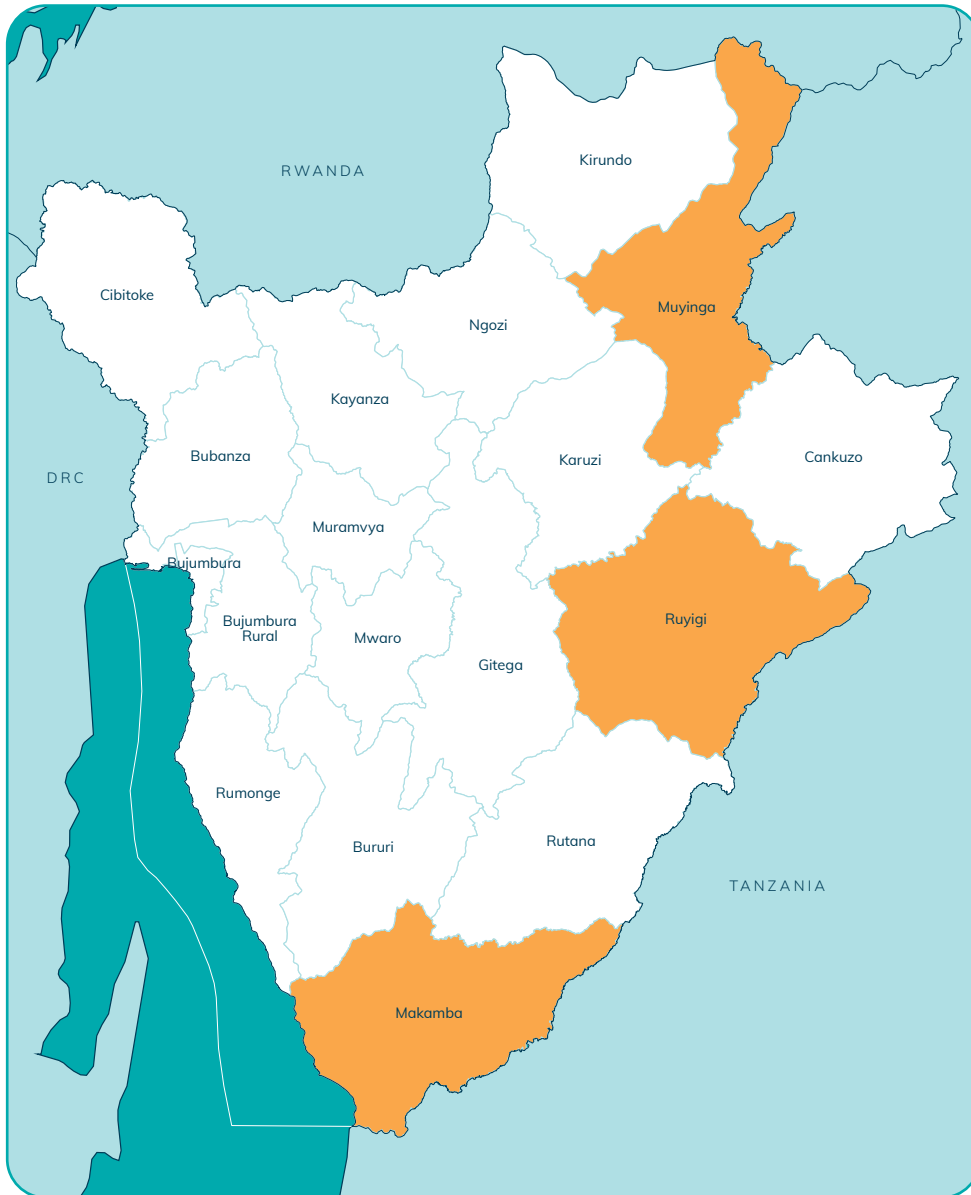 Kirundo
RWANDA
Cibitoke
Muyinga
Ngozi
Kayanza
Bubanza
Karuzi
Cankuzo
DRC
Muramvya
Bujumbura
Bujumbura
Rural
Mwaro
Ruyigi
Gitega
Rumonge
Bururi
Rutana
TANZANIA
Makamba